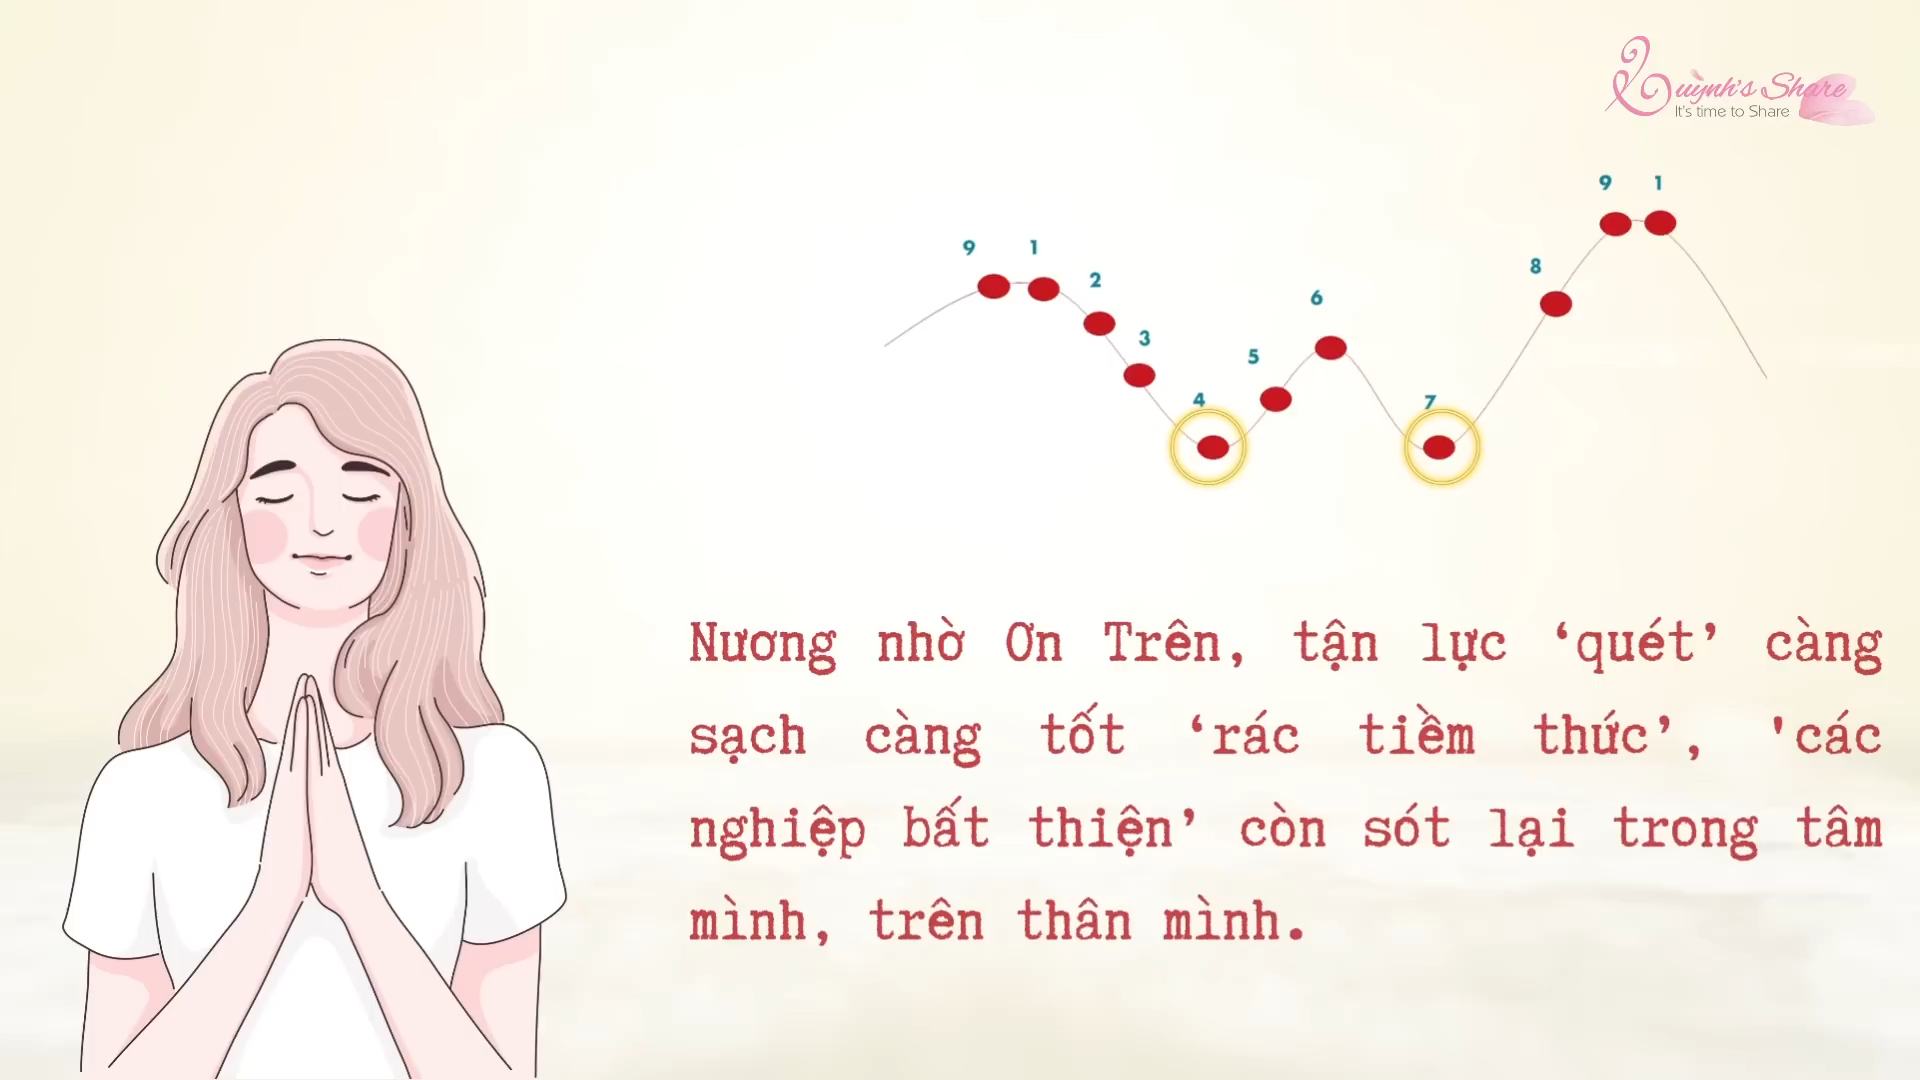 Quỳnh's Share
It's time to Share
9 1
9 1
2
8
6
3
5
4
7
Nương nhờ Ơn Trên, tận lực ‘quét’ càng
sạch càng tốt ‘rác tiềm thức’, 'các
nghiệp bất thiện’ còn sót lại trong tâm
mình, trên thân mình.